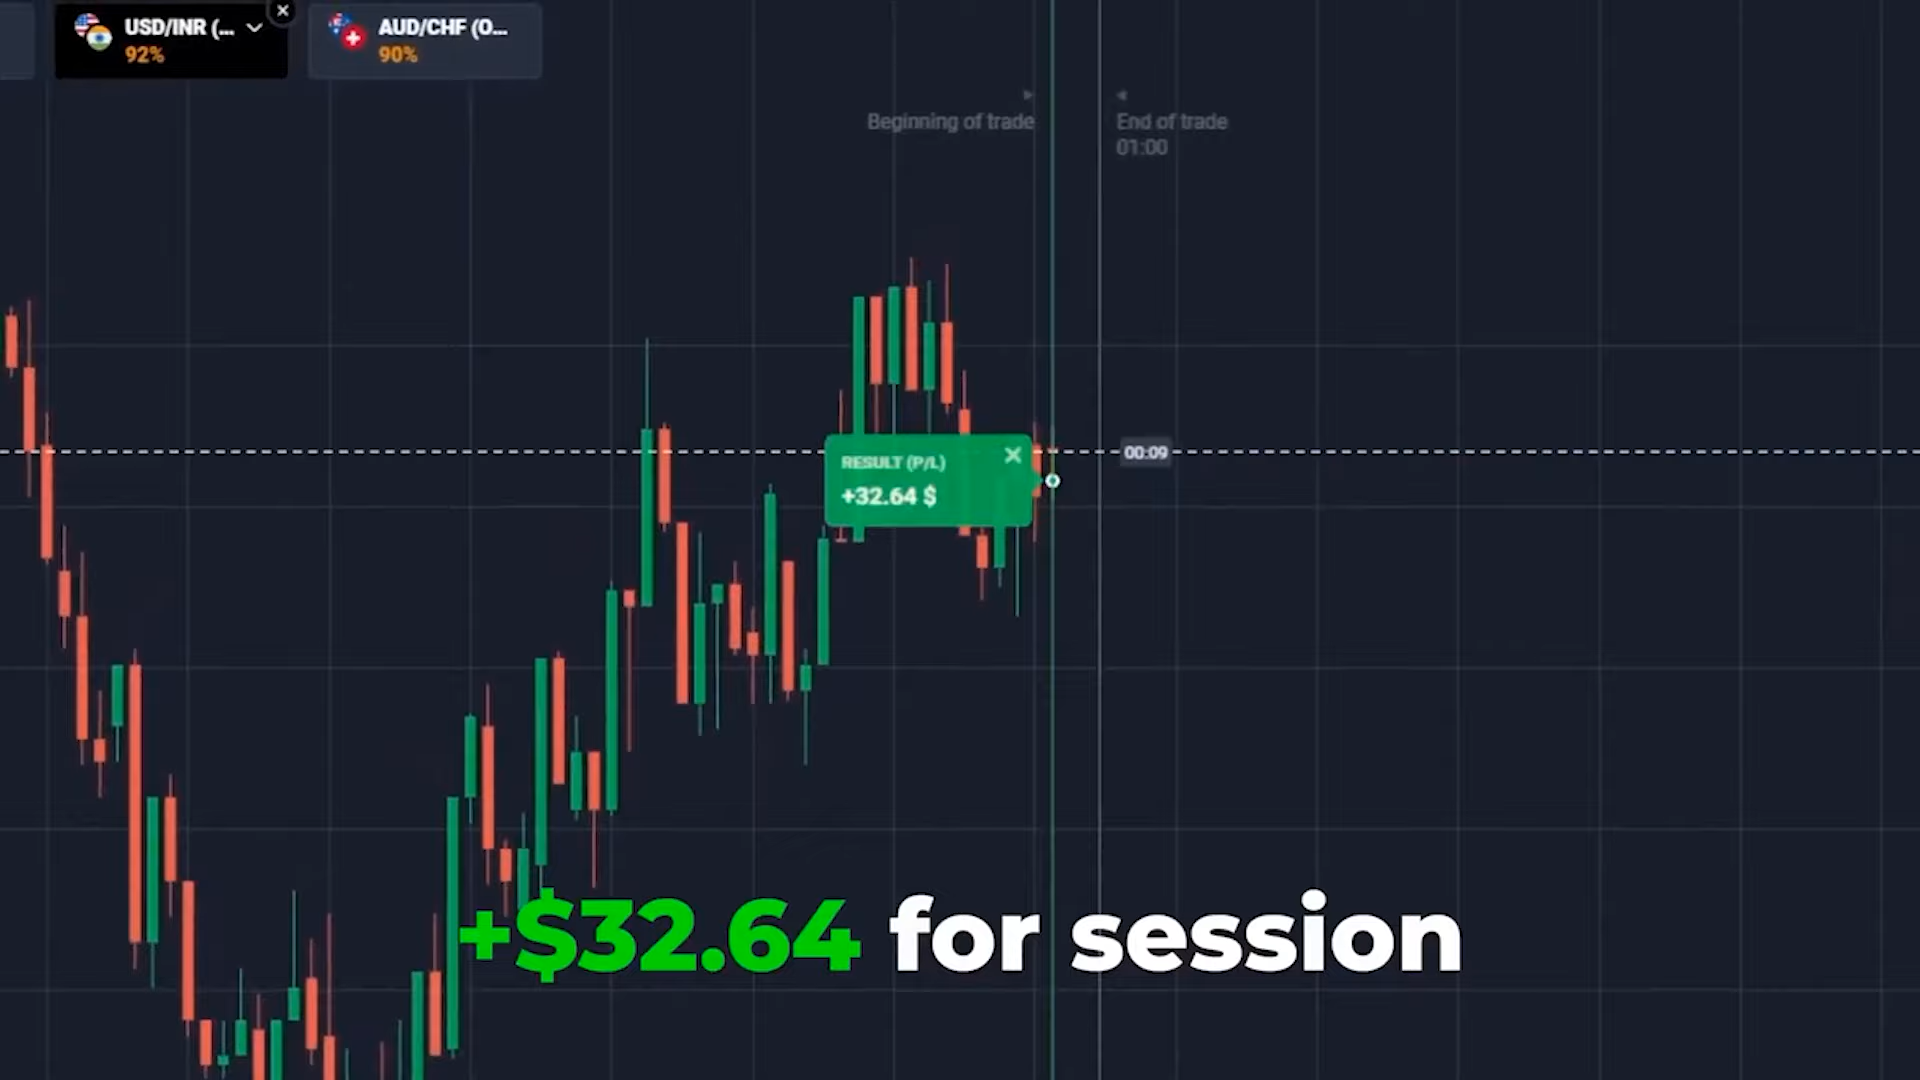 USD/INR (...
92%
AUD/CHF (O...
90%
Beginning of trade
End of trade
01:00
00:09
RESULT (P/L)
+32.64 $
+$32.64 for session